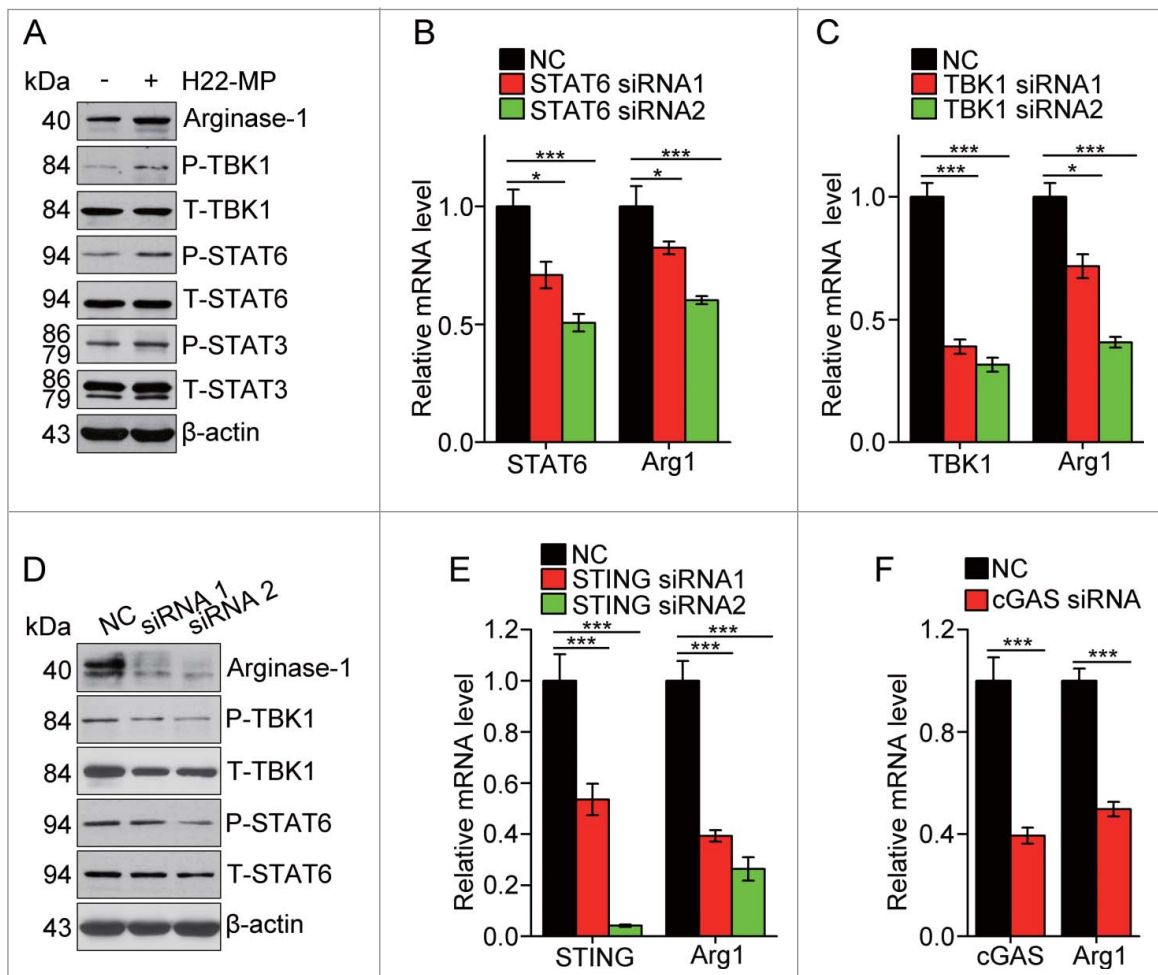 A
kDa - + H22-MP
40 Arginase-1
84 P-TBK1
84 T-TBK1
94 P-STAT6
94 T-STAT6
86
79 P-STAT3
86
79 T-STAT3
43 β-actin
B
NC
STAT6 siRNA1
STAT6 siRNA2
Relative mRNA level
1.0
0.5
0.0
*** ***
* *
STAT6 Arg1
C
NC
TBK1 siRNA1
TBK1 siRNA2
Relative mRNA level
1.0
0.5
0.0
*** ***
*** *
TBK1 Arg1
D
kDa NC siRNA 1 siRNA 2
40 Arginase-1
84 P-TBK1
84 T-TBK1
94 P-STAT6
94 T-STAT6
43 β-actin
E
NC
STING siRNA1
STING siRNA2
Relative mRNA level
1.2
1.0
0.8
0.6
0.4
0.2
0.0
*** ***
*** ***
STING Arg1
F
NC
cGAS siRNA
Relative mRNA level
1.2
0.8
0.4
0.0
*** ***
cGAS Arg1